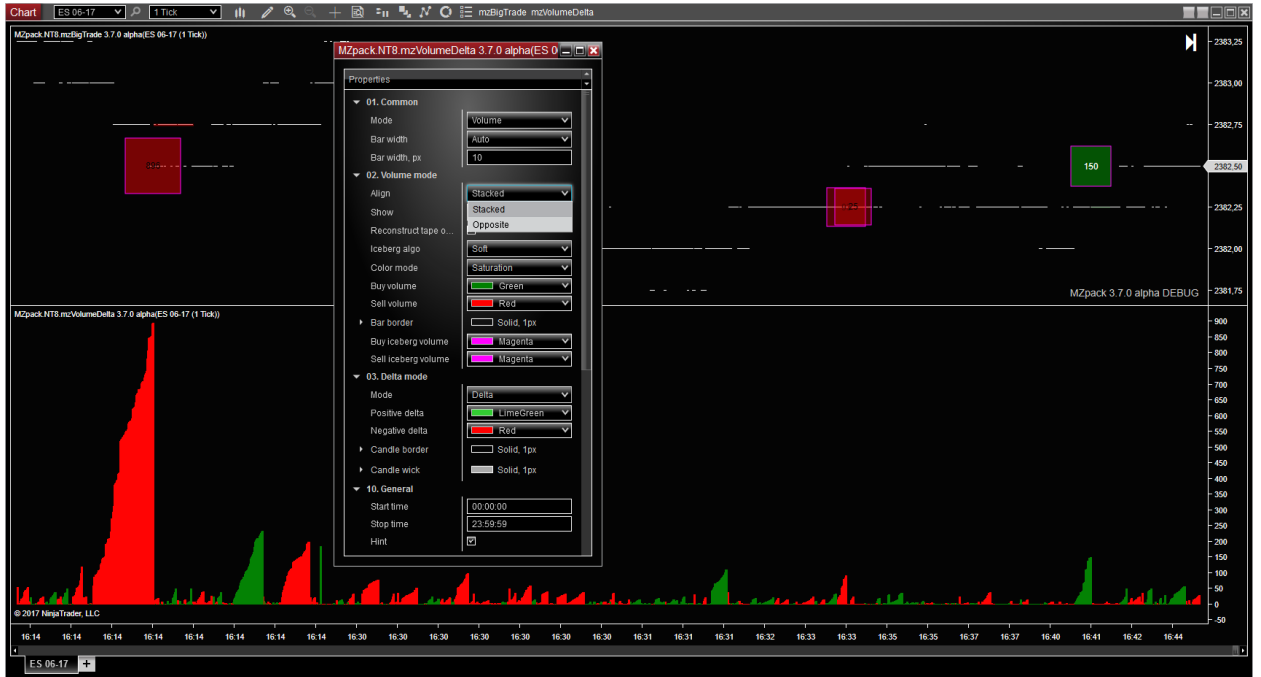 Chart ES 06-17 1 Tick mzBigTrade mzVolumeDelta
MZpack.NT8.mzBigTrade 3.7.0 alpha(ES 06-17 (1 Tick))
MZpack.NT8.mzVolumeDelta 3.7.0 alpha(ES 0
Properties
01. Common
Mode Volume
Bar width Auto
Bar width, px 10
02. Volume mode
Align Stacked
Stacked
Show
Opposite
Reconstruct tape o...
Iceberg algo Soft
Color mode Saturation
Buy volume Green
Sell volume Red
Bar border Solid, 1px
Buy iceberg volume Magenta
Sell iceberg volume Magenta
03. Delta mode
Mode Delta
Positive delta LimeGreen
Negative delta Red
Candle border Solid, 1px
Candle wick Solid, 1px
10. General
Start time 00:00:00
Stop time 23:59:59
Hint
150
2383,25
2383,00
2382,75
2382,50
2382,25
2382,00
2381,75
MZpack 3.7.0 alpha DEBUG
MZpack.NT8.mzVolumeDelta 3.7.0 alpha(ES 06-17 (1 Tick))
900
850
800
750
700
650
600
550
500
450
400
350
300
250
200
150
100
50
0
-50
© 2017 NinjaTrader, LLC
16:14 16:14 16:14 16:14 16:14 16:14 16:14 16:14 16:30 16:30 16:30 16:30 16:30 16:30 16:30 16:31 16:31 16:31 16:32 16:33 16:33 16:35 16:35 16:37 16:37 16:40 16:41 16:42 16:44
ES 06-17 +